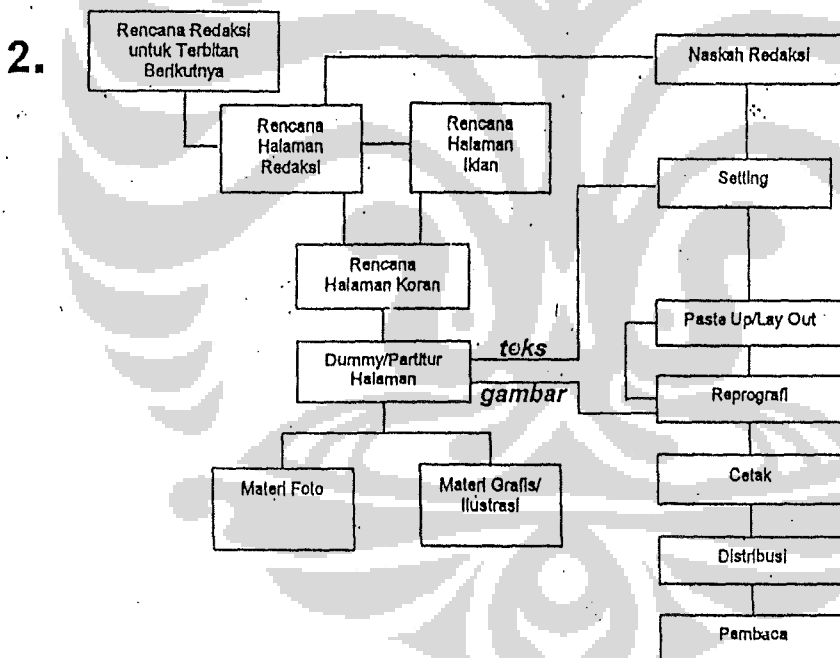 2.
Rencana Redaksi
untuk Terbitan
Berikutnya
Naskah Redaksi
Rencana
Halaman
Redaksi
Rencana
Halaman
Iklan
Setting
Rencana
Halaman Koran
Paste Up/Lay Out
Dummy/Partitur
Halaman
teks
gambar
Reprografi
Materi Foto
Materi Grafis/
Ilustrasi
Cetak
Distribusi
Pembaca